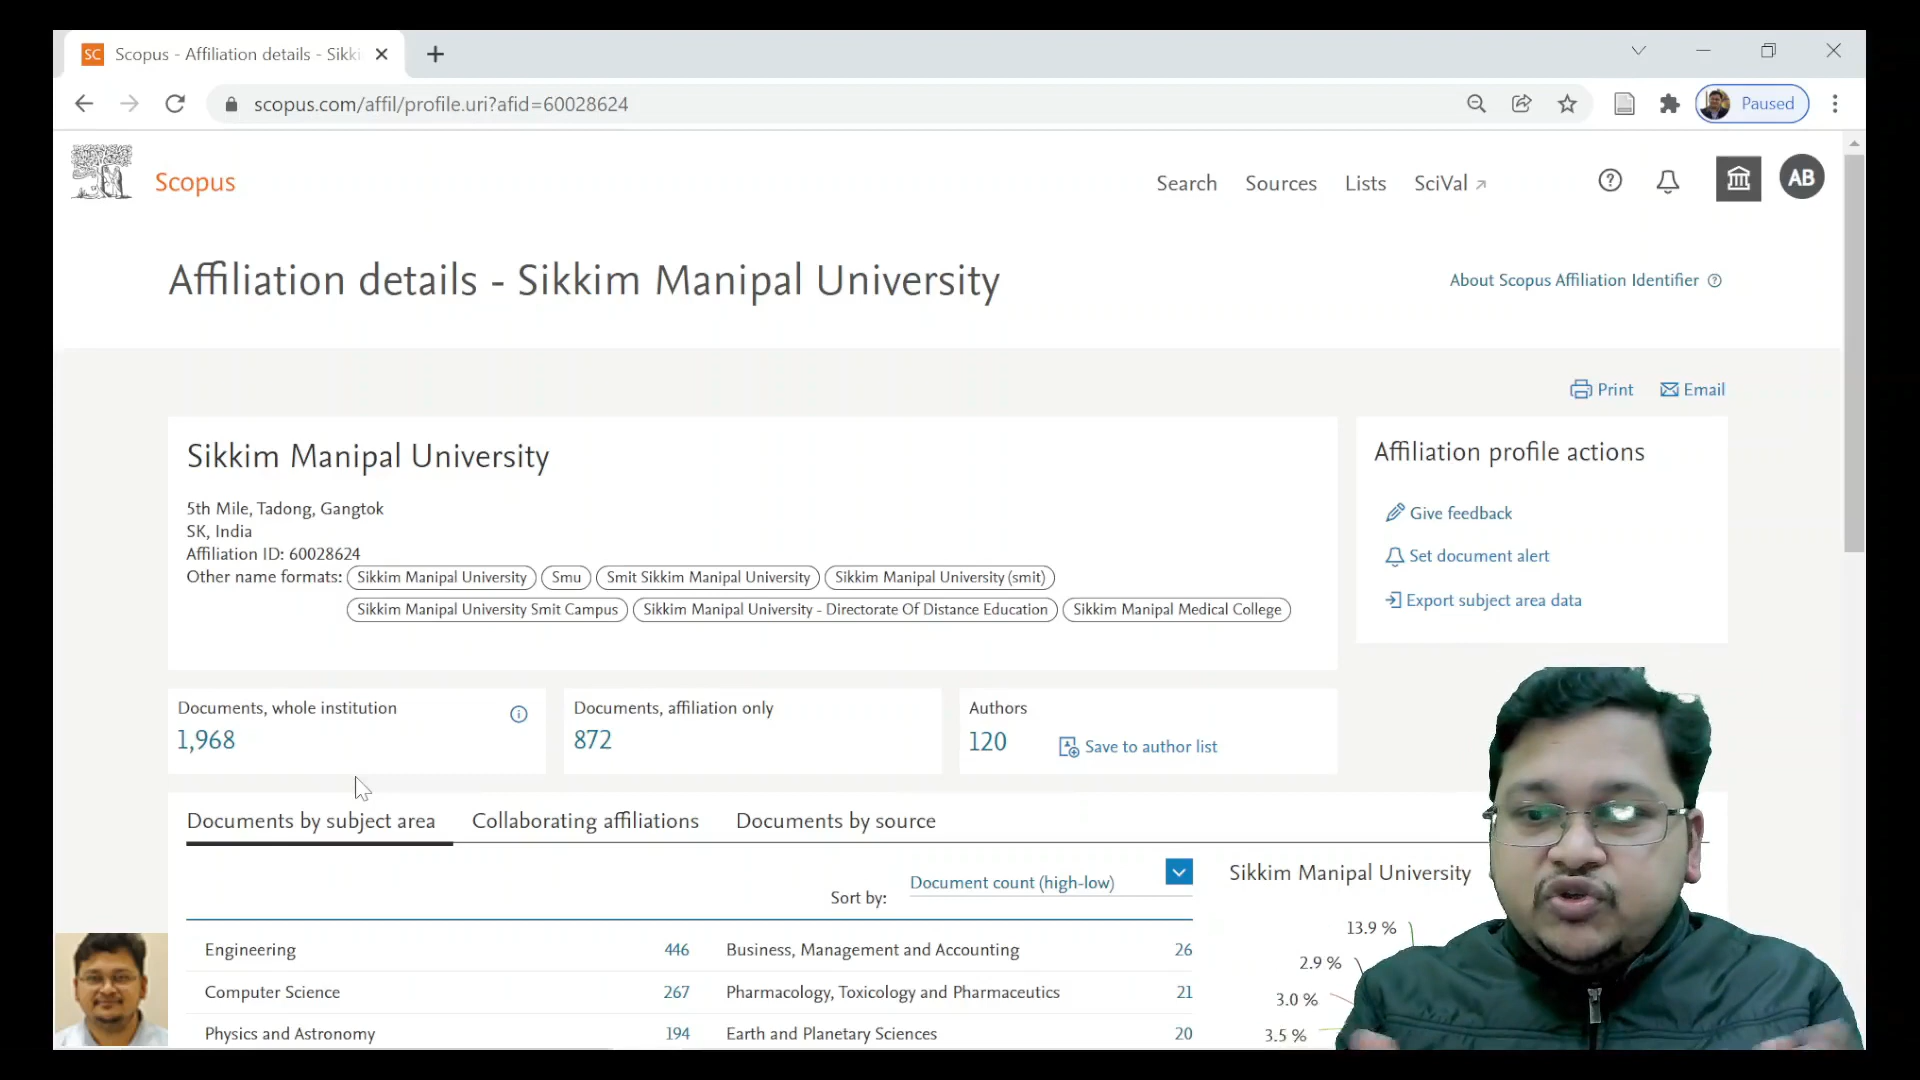 SC Scopus - Affiliation details - Sikki
scopus.com/affil/profile.uri?afid=60028624
Paused
Scopus
Search Sources Lists SciVal
AB
Affiliation details - Sikkim Manipal University
About Scopus Affiliation Identifier
Print Email
Sikkim Manipal University
5th Mile, Tadong, Gangtok
SK, India
Affiliation ID: 60028624
Other name formats: Sikkim Manipal University Smu Smit Sikkim Manipal University Sikkim Manipal University (smit)
Sikkim Manipal University Smit Campus Sikkim Manipal University - Directorate Of Distance Education Sikkim Manipal Medical College
Affiliation profile actions
Give feedback
Set document alert
Export subject area data
Documents, whole institution
1,968
Documents, affiliation only
872
Authors
120 Save to author list
Documents by subject area Collaborating affiliations Documents by source
Sort by: Document count (high-low)
Engineering 446 Business, Management and Accounting 26
Computer Science 267 Pharmacology, Toxicology and Pharmaceutics 21
Physics and Astronomy 194 Earth and Planetary Sciences 20
Sikkim Manipal University
13.9 %
2.9 %
3.0 %
3.5 %